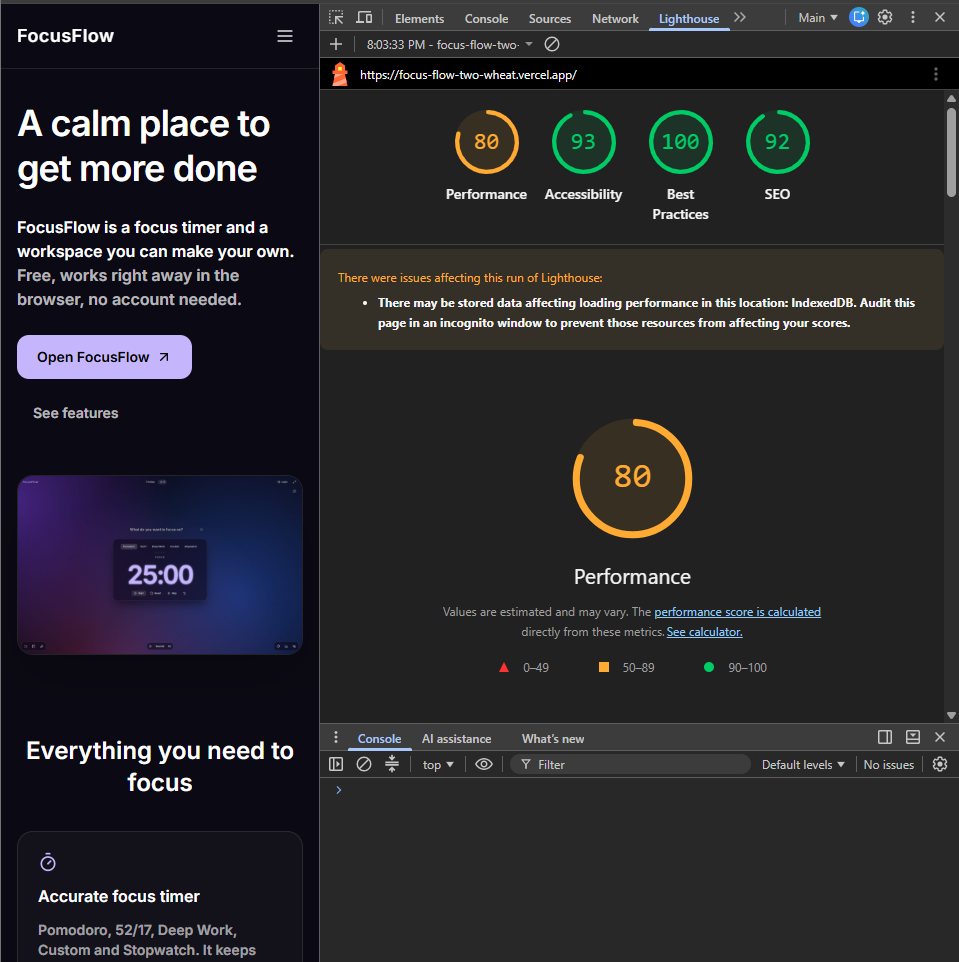 FocusFlow
A calm place to
get more done
FocusFlow is a focus timer and a
workspace you can make your own.
Free, works right away in the
browser, no account needed.
Open FocusFlow
See features
What do you want to focus on?
25:00
Everything you need to
focus
Accurate focus timer
Pomodoro, 52/17, Deep Work,
Custom and Stopwatch. It keeps
Elements Console Sources Network Lighthouse Main
8:03:33 PM - focus-flow-two-
https://focus-flow-two-wheat.vercel.app/
80 93 100 92
Performance Accessibility Best Practices SEO
There were issues affecting this run of Lighthouse:
• There may be stored data affecting loading performance in this location: IndexedDB. Audit this
page in an incognito window to prevent those resources from affecting your scores.
80
Performance
Values are estimated and may vary. The performance score is calculated
directly from these metrics. See calculator.
0–49 50–89 90–100
Console AI assistance What's new
top Filter Default levels No issues